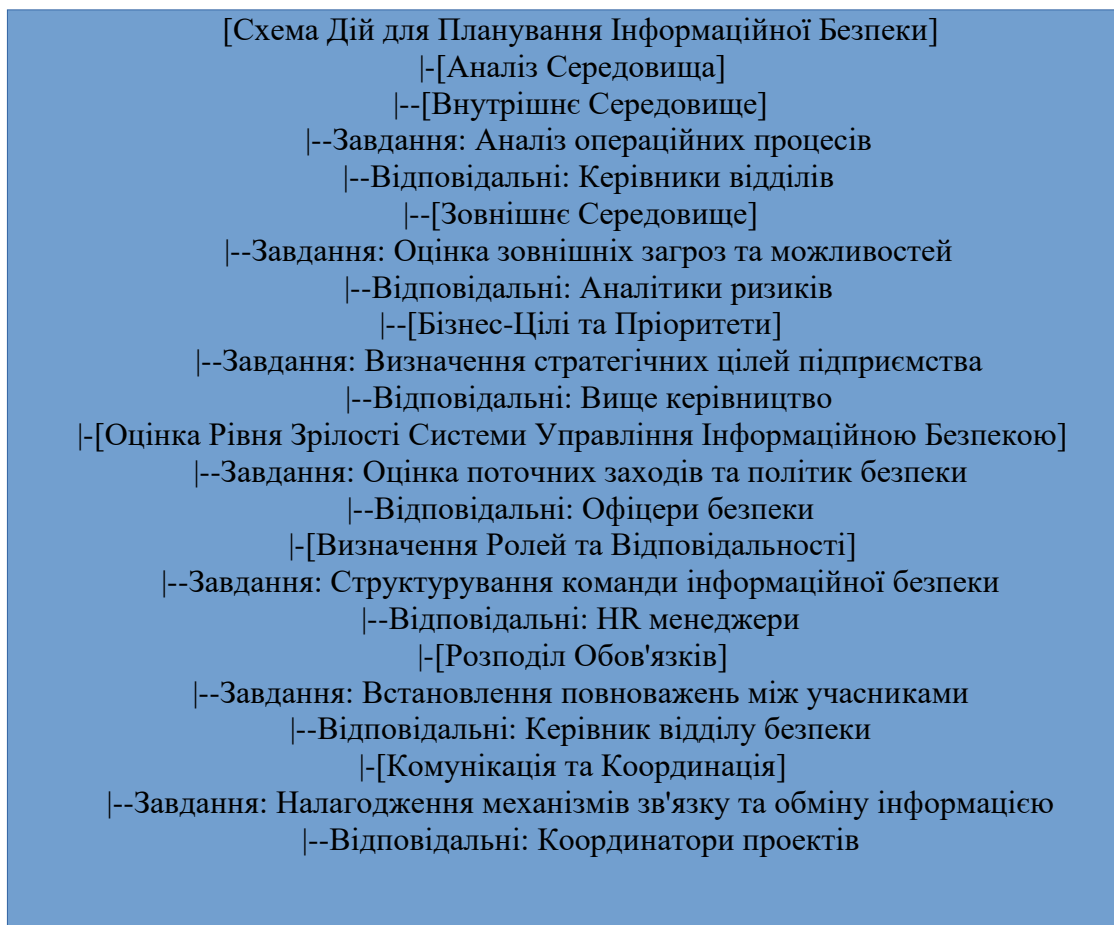 [Схема Дій для Планування Інформаційної Безпеки]
|-[Аналіз Середовища]
|--[Внутрішнє Середовище]
|--Завдання: Аналіз операційних процесів
|--Відповідальні: Керівники відділів
|--[Зовнішнє Середовище]
|--Завдання: Оцінка зовнішніх загроз та можливостей
|--Відповідальні: Аналітики ризиків
|--[Бізнес-Цілі та Пріоритети]
|--Завдання: Визначення стратегічних цілей підприємства
|--Відповідальні: Вище керівництво
|-[Оцінка Рівня Зрілості Системи Управління Інформаційною Безпекою]
|--Завдання: Оцінка поточних заходів та політик безпеки
|--Відповідальні: Офіцери безпеки
|-[Визначення Ролей та Відповідальності]
|--Завдання: Структурування команди інформаційної безпеки
|--Відповідальні: HR менеджери
|-[Розподіл Обов'язків]
|--Завдання: Встановлення повноважень між учасниками
|--Відповідальні: Керівник відділу безпеки
|-[Комунікація та Координація]
|--Завдання: Налагодження механізмів зв'язку та обміну інформацією
|--Відповідальні: Координатори проектів